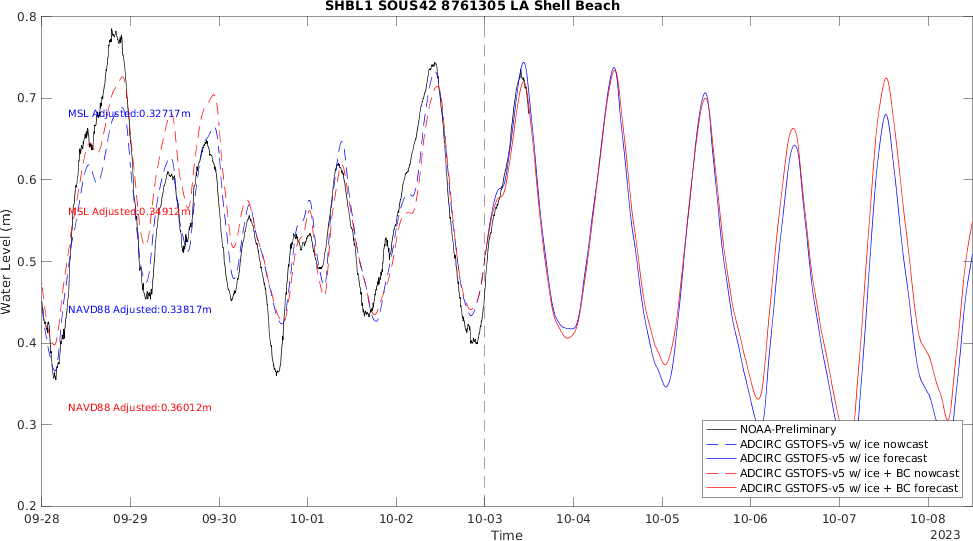 SHBL1 SOUS42 8761305 LA Shell Beach
0.8
0.7
0.6
0.5
0.4
0.3
0.2
Water Level (m)
MSL Adjusted:0.32717m
MSL Adjusted:0.34912m
NAVD88 Adjusted:0.33817m
NAVD88 Adjusted:0.36012m
NOAA-Preliminary
ADCIRC GSTOFS-v5 w/ ice nowcast
ADCIRC GSTOFS-v5 w/ ice forecast
ADCIRC GSTOFS-v5 w/ ice + BC nowcast
ADCIRC GSTOFS-v5 w/ ice + BC forecast
09-28 09-29 09-30 10-01 10-02 10-03 10-04 10-05 10-06 10-07 10-08
2023
Time